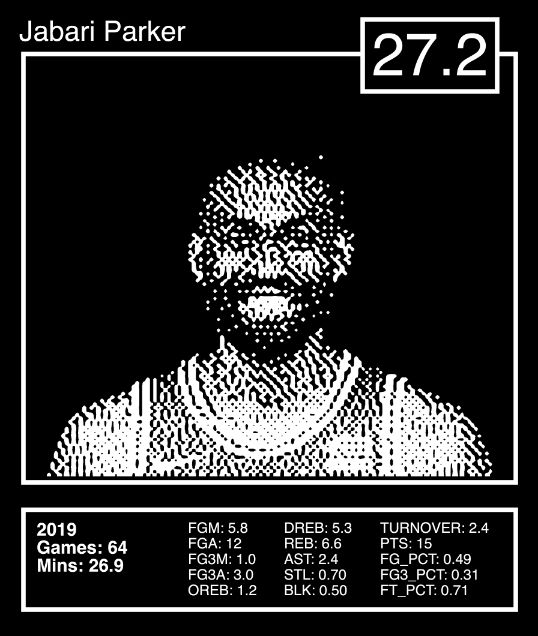 Jabari Parker
27.2
2019
Games: 64
Mins: 26.9
FGM: 5.8
FGA: 12
FG3M: 1.0
FG3A: 3.0
OREB: 1.2
DREB: 5.3
REB: 6.6
AST: 2.4
STL: 0.70
BLK: 0.50
TURNOVER: 2.4
PTS: 15
FG_PCT: 0.49
FG3_PCT: 0.31
FT_PCT: 0.71